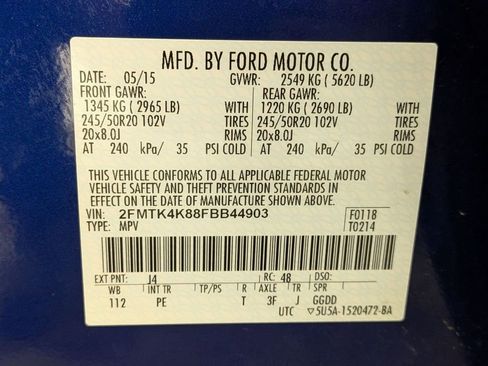 MFD. BY FORD MOTOR CO.
DATE: 05/15 GVWR: 2549 KG ( 5620 LB)
FRONT GAWR: REAR GAWR:
1345 KG ( 2965 LB) WITH 1220 KG ( 2690 LB) WITH
245/50R20 102V TIRES 245/50R20 102V TIRES
20x8.0J RIMS 20x8.0J RIMS
AT 240 kPa/ 35 PSI COLD AT 240 kPa/ 35 PSI COLD
THIS VEHICLE CONFORMS TO ALL APPLICABLE FEDERAL MOTOR
VEHICLE SAFETY AND THEFT PREVENTION STANDARDS IN
EFFECT ON THE DATE OF MANUFACTURE SHOWN ABOVE.
VIN: 2FMTK4K88FBB44903 F0118
TYPE: MPV T0214
EXT PNT: J4 RC: 48 DSO:
WB INT TR TP/PS R AXLE TR SPR
112 PE T 3F J GGDD
UTC ▽5U5A-1520472-BA